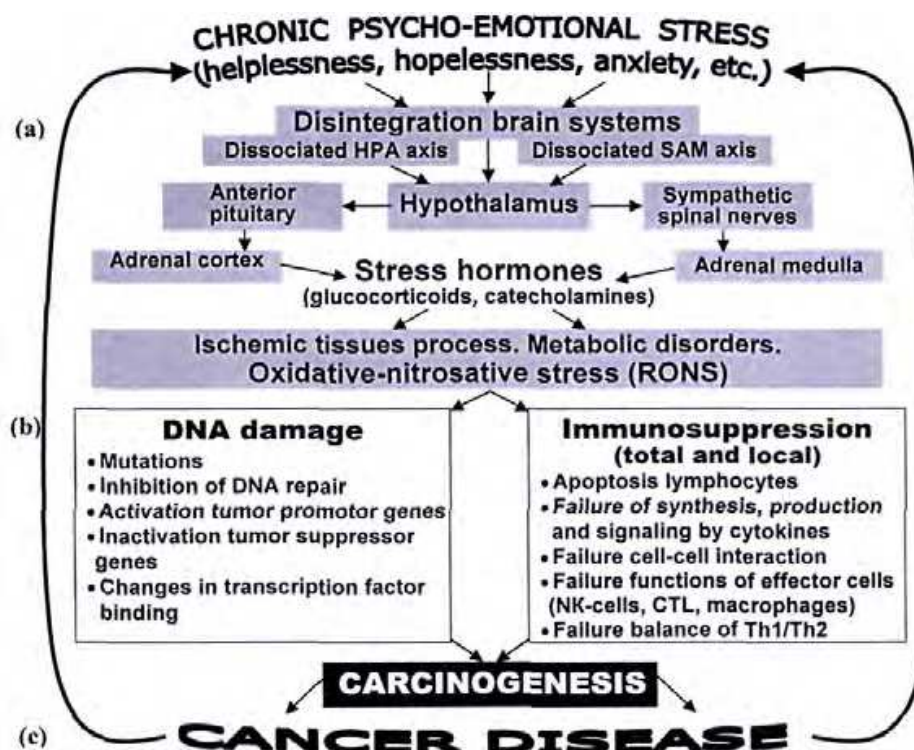 CHRONIC PSYCHO-EMOTIONAL STRESS
(helplessness, hopelessness, anxiety, etc.)
(a)
Disintegration brain systems
Dissociated HPA axis
Dissociated SAM axis
Anterior
pituitary
Hypothalamus
Sympathetic
spinal nerves
Adrenal cortex
Stress hormones
(glucocorticoids, catecholamines)
Adrenal medulla
Ischemic tissues process. Metabolic disorders.
Oxidative-nitrosative stress (RONS)
(b)
DNA damage
• Mutations
• Inhibition of DNA repair
• Activation tumor promotor genes
• Inactivation tumor suppressor
genes
• Changes in transcription factor
binding
Immunosuppression
(total and local)
• Apoptosis lymphocytes
• Failure of synthesis, production
and signaling by cytokines
• Failure cell-cell interaction
• Failure functions of effector cells
(NK-cells, CTL, macrophages)
• Failure balance of Th1/Th2
CARCINOGENESIS
(c)
CANCER DISEASE